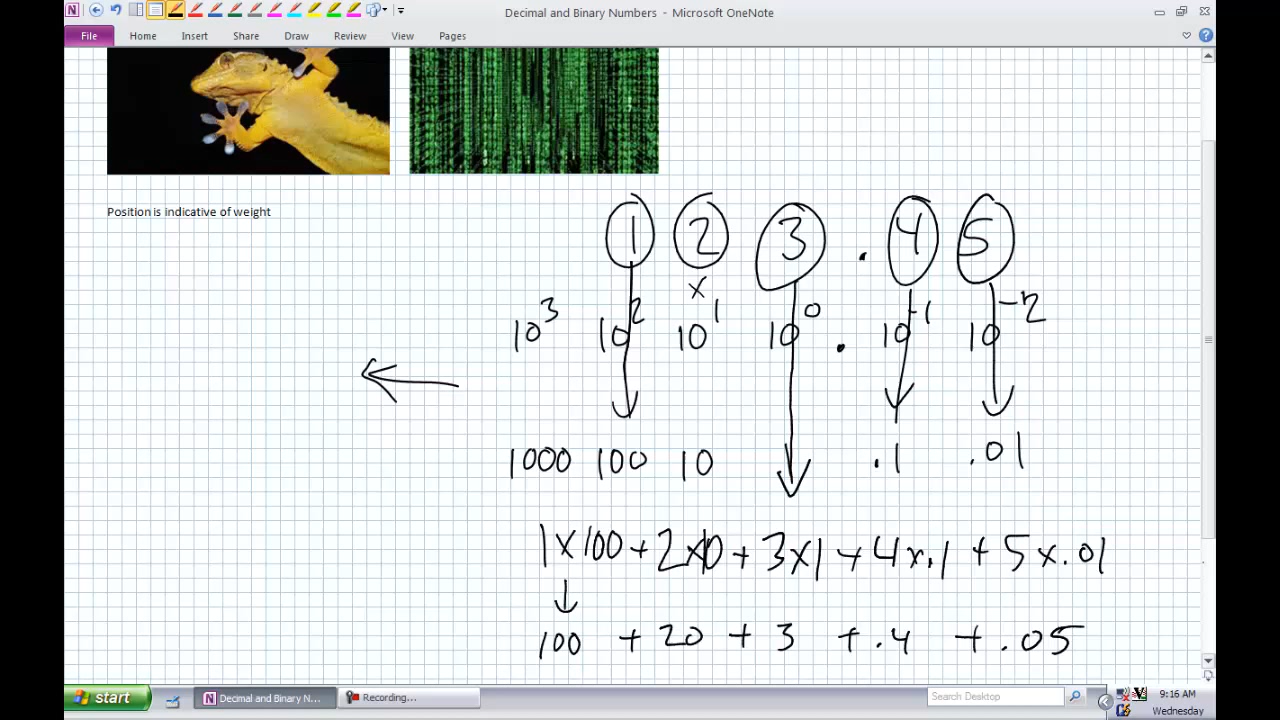 Decimal and Binary Numbers - Microsoft OneNote
File Home Insert Share Draw Review View Pages
Position is indicative of weight
1 2 3 . 4 5
x
10³ 10² 10¹ 10⁰ . 10⁻¹ 10⁻²
1000 100 10 .1 .01
1x100+2x10+3x1+4x.1+5x.01
100 +20 +3 +.4 +.05
start Decimal and Binary N... Recording... Search Desktop 9:16 AM
Wednesday